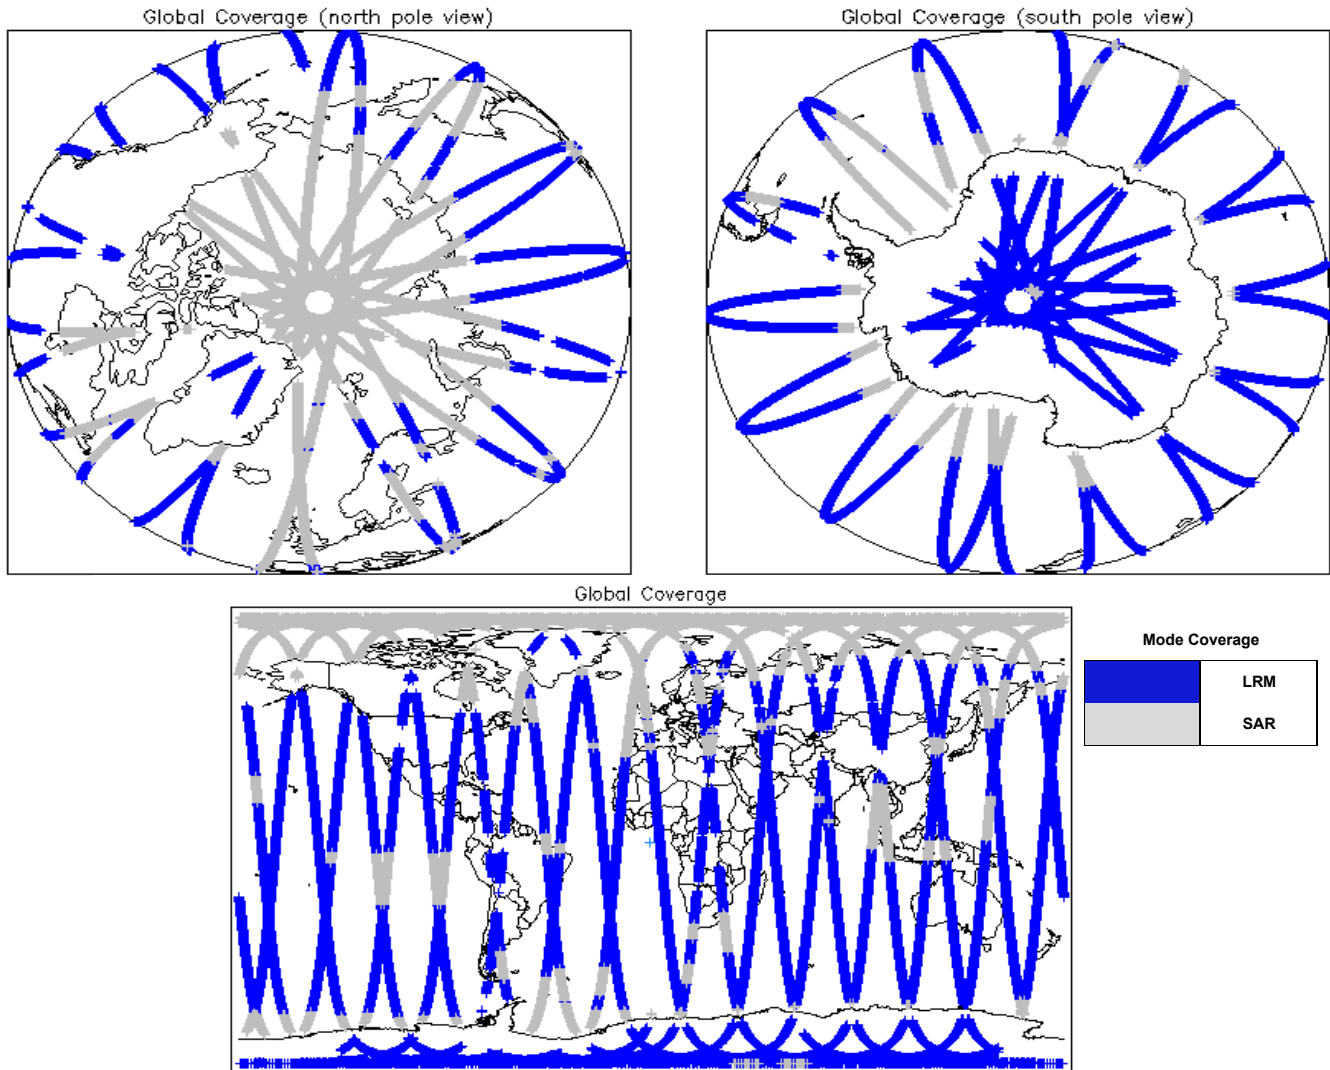 Global Coverage (north pole view)
Global Coverage (south pole view)
Global Coverage
Mode Coverage
LRM
SAR